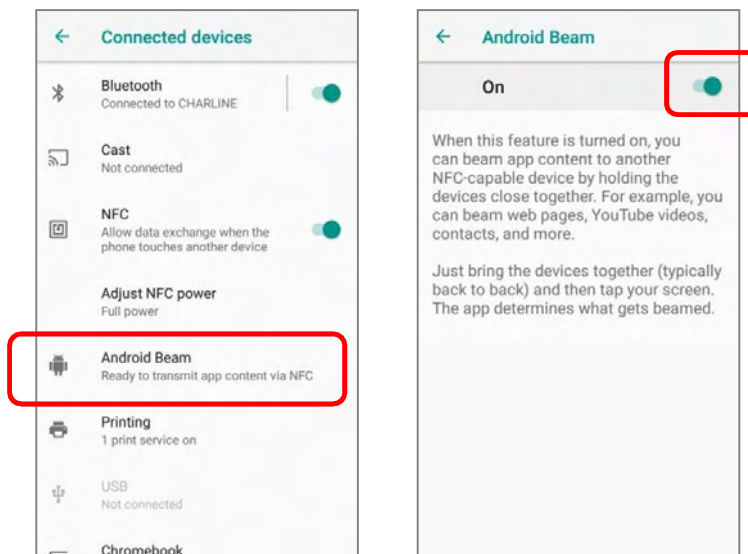 Connected devices
Bluetooth
Connected to CHARLINE
Cast
Not connected
NFC
Allow data exchange when the
phone touches another device
Adjust NFC power
Full power
Android Beam
Ready to transmit app content via NFC
Printing
1 print service on
USB
Not connected
Chromebook
Android Beam
On
When this feature is turned on, you
can beam app content to another
NFC-capable device by holding the
devices close together. For example, you
can beam web pages, YouTube videos,
contacts, and more.
Just bring the devices together (typically
back to back) and then tap your screen.
The app determines what gets beamed.